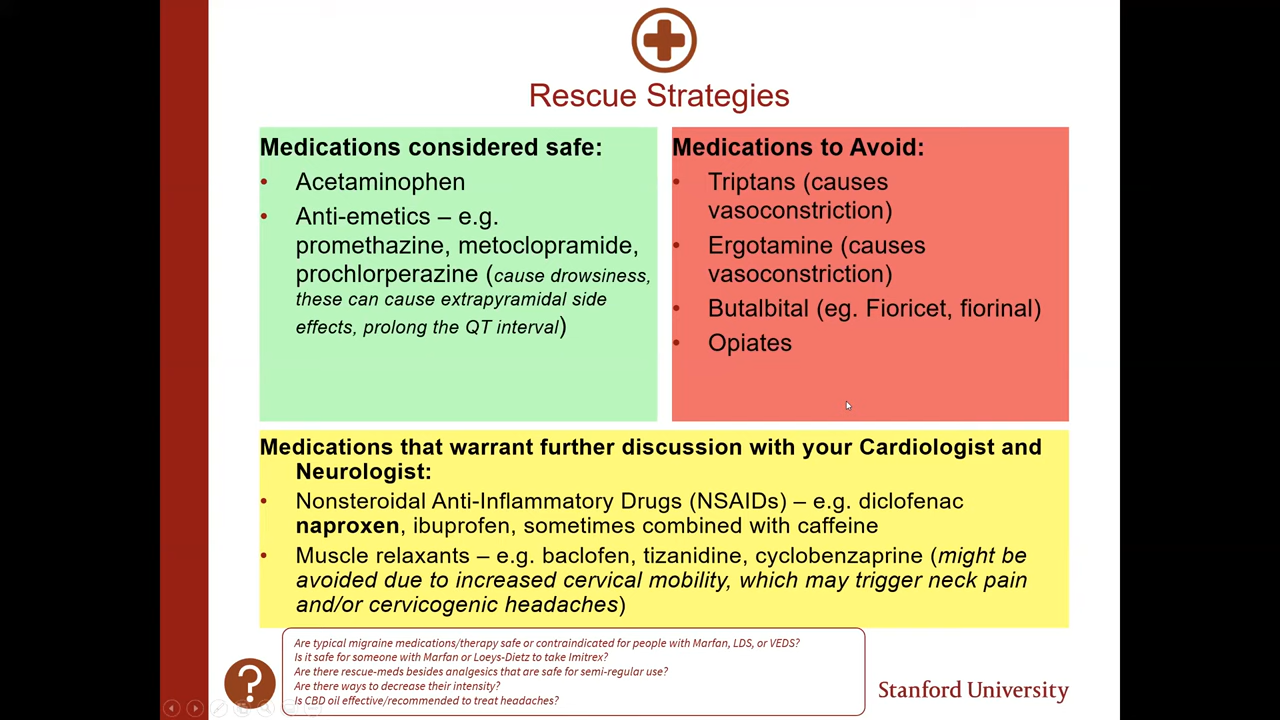 Rescue Strategies
Medications considered safe:
• Acetaminophen
• Anti-emetics – e.g.
promethazine, metoclopramide,
prochlorperazine (cause drowsiness,
these can cause extrapyramidal side
effects, prolong the QT interval)
Medications to Avoid:
• Triptans (causes
vasoconstriction)
• Ergotamine (causes
vasoconstriction)
• Butalbital (eg. Fioricet, fiorinal)
• Opiates
Medications that warrant further discussion with your Cardiologist and
Neurologist:
• Nonsteroidal Anti-Inflammatory Drugs (NSAIDs) – e.g. diclofenac
naproxen, ibuprofen, sometimes combined with caffeine
• Muscle relaxants – e.g. baclofen, tizanidine, cyclobenzaprine (might be
avoided due to increased cervical mobility, which may trigger neck pain
and/or cervicogenic headaches)
?
Are typical migraine medications/therapy safe or contraindicated for people with Marfan, LDS, or VEDS?
Is it safe for someone with Marfan or Loeys-Dietz to take Imitrex?
Are there rescue-meds besides analgesics that are safe for semi-regular use?
Are there ways to decrease their intensity?
Is CBD oil effective/recommended to treat headaches?
Stanford University